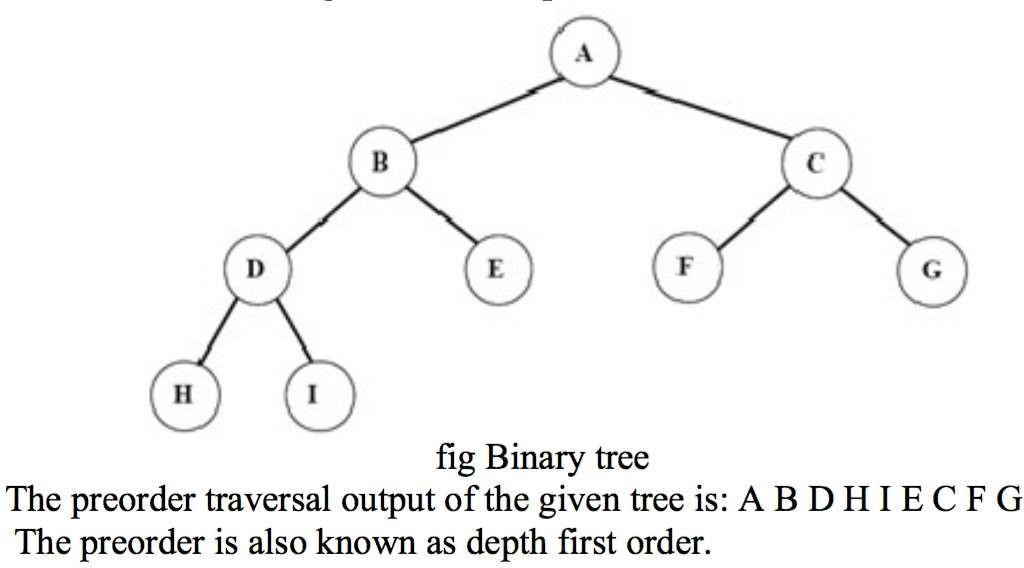 A
B
C
D
E
F
G
H
I
fig Binary tree
The preorder traversal output of the given tree is: A B D H I E C F G
The preorder is also known as depth first order.